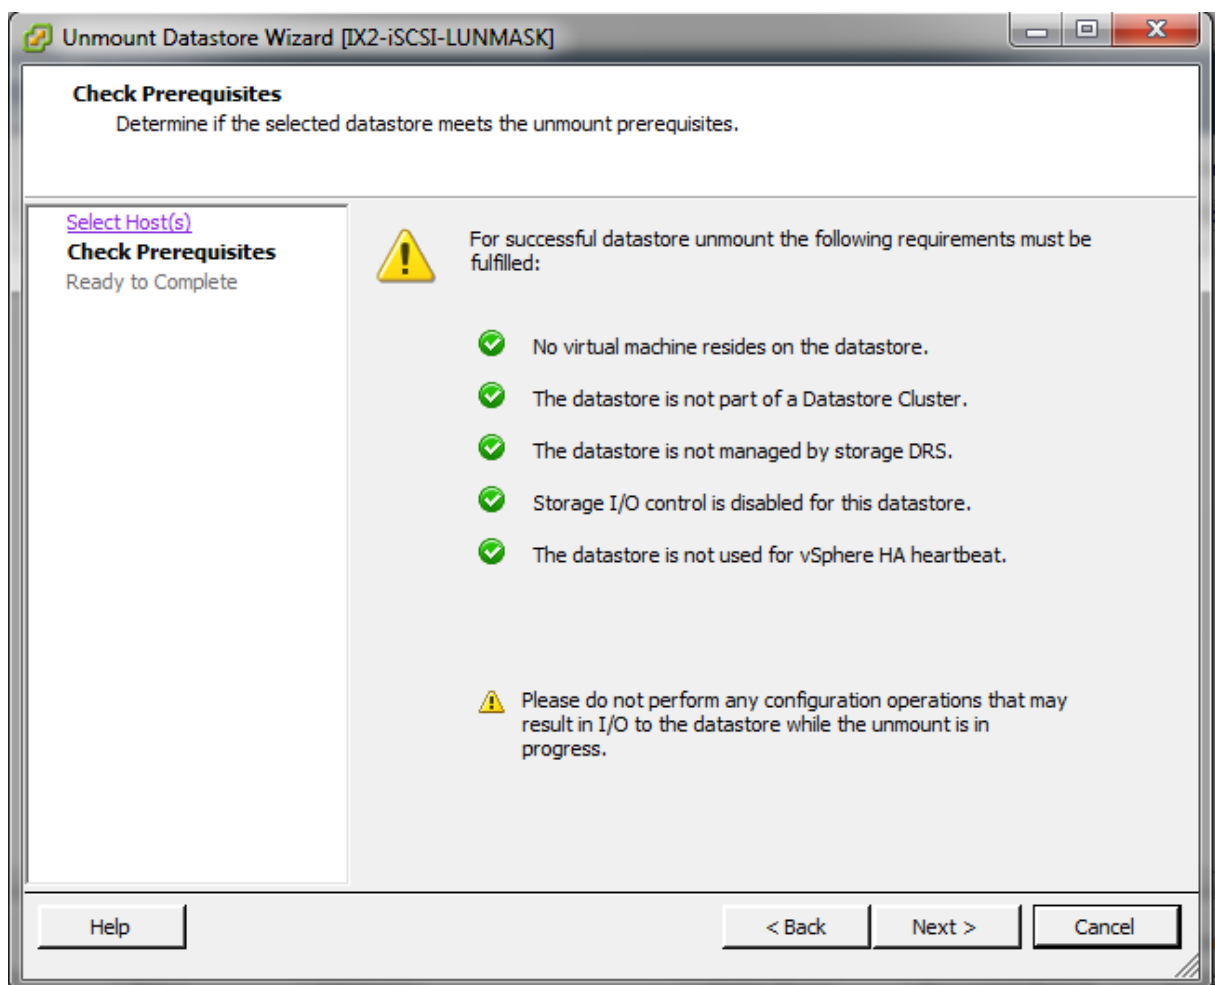 Unmount Datastore Wizard [IX2-iSCSI-LUNMASK]
Check Prerequisites
Determine if the selected datastore meets the unmount prerequisites.
Select Host(s)
Check Prerequisites
Ready to Complete
For successful datastore unmount the following requirements must be
fulfilled:
No virtual machine resides on the datastore.
The datastore is not part of a Datastore Cluster.
The datastore is not managed by storage DRS.
Storage I/O control is disabled for this datastore.
The datastore is not used for vSphere HA heartbeat.
Please do not perform any configuration operations that may
result in I/O to the datastore while the unmount is in
progress.
Help
< Back
Next >
Cancel